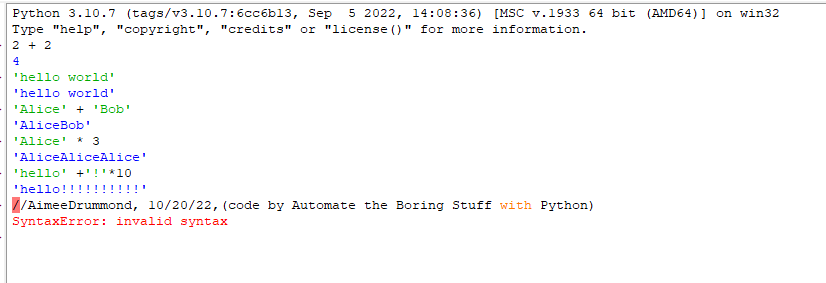 Python 3.10.7 (tags/v3.10.7:6cc6b13, Sep  5 2022, 14:08:36) [MSC v.1933 64 bit (AMD64)] on win32
Type "help", "copyright", "credits" or "license()" for more information.
2 + 2
4
'hello world'
'hello world'
'Alice' + 'Bob'
'AliceBob'
'Alice' * 3
'AliceAliceAlice'
'hello' +'!'*10
'hello!!!!!!!!!!'
//AimeeDrummond, 10/20/22,(code by Automate the Boring Stuff with Python)
SyntaxError: invalid syntax